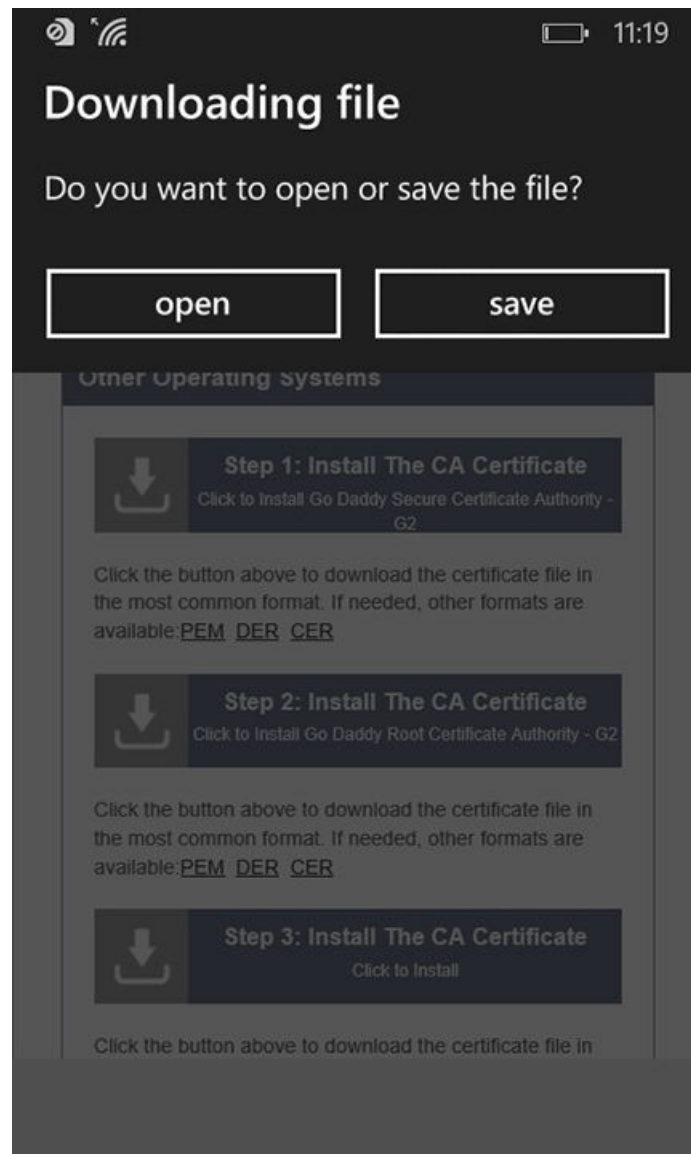 11:19
Downloading file
Do you want to open or save the file?
open save
Other Operating Systems
Step 1: Install The CA Certificate
Click to Install Go Daddy Secure Certificate Authority -
G2
Click the button above to download the certificate file in
the most common format. If needed, other formats are
available:PEM DER CER
Step 2: Install The CA Certificate
Click to Install Go Daddy Root Certificate Authority - G2
Click the button above to download the certificate file in
the most common format. If needed, other formats are
available:PEM DER CER
Step 3: Install The CA Certificate
Click to Install
Click the button above to download the certificate file in